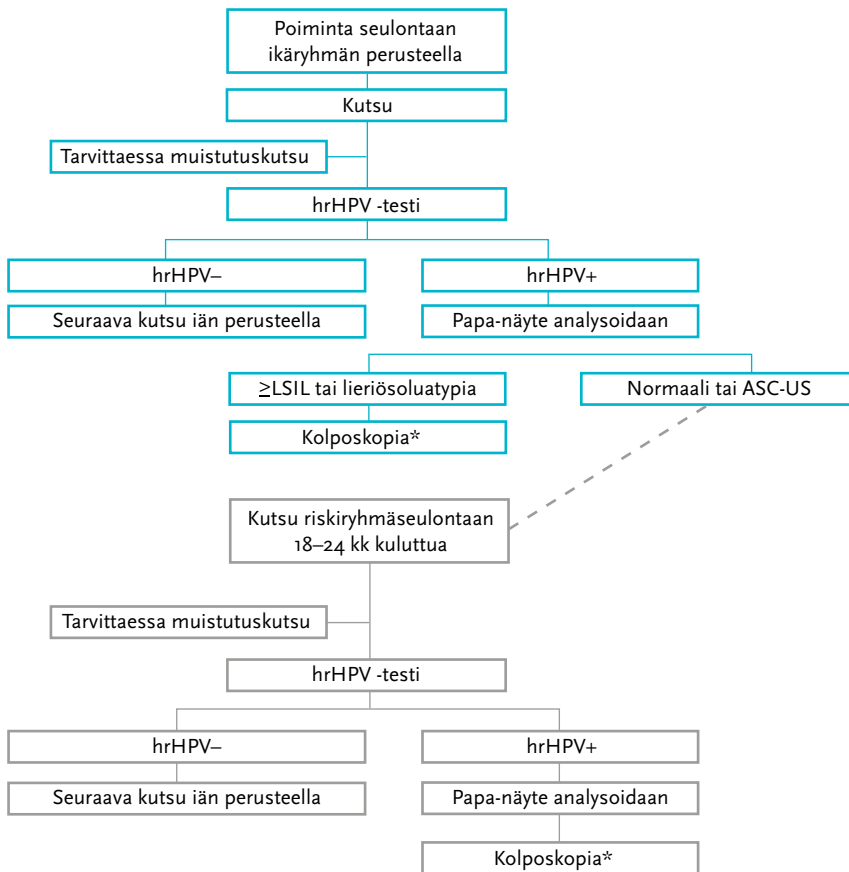 Poiminta seulontaan
ikäryhmän perusteella
Kutsu
Tarvittaessa muistutuskutsu
hrHPV -testi
hrHPV–
hrHPV+
Seuraava kutsu iän perusteella
Papa-näyte analysoidaan
≥LSIL tai lieriösoluatypia
Normaali tai ASC-US
Kolposkopia*
Kutsu riskiryhmäseulontaan
18–24 kk kuluttua
Tarvittaessa muistutuskutsu
hrHPV -testi
hrHPV–
hrHPV+
Seuraava kutsu iän perusteella
Papa-näyte analysoidaan
Kolposkopia*